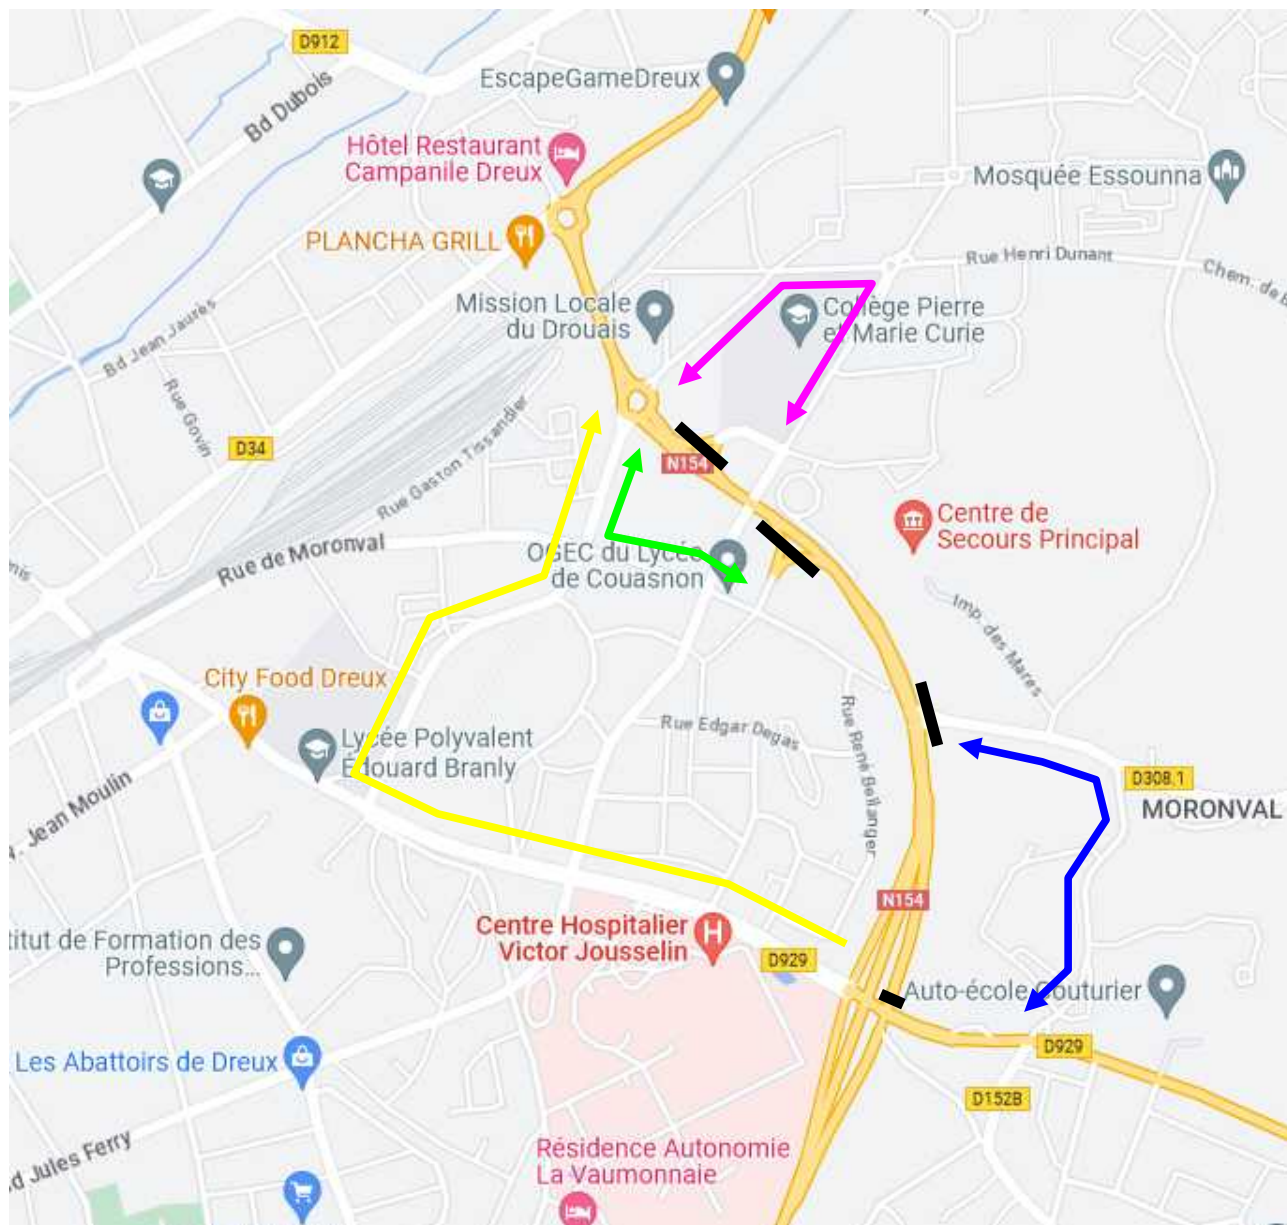 D912
EscapeGameDreux
Bd Dubois
Hôtel Restaurant
Campanile Dreux
Mosquée Essounna
PLANCHA GRILL
Rue Henri Dunant
Chem. de
Mission Locale
du Drouais
Collège Pierre
et Marie Curie
Bd Jean Jaurès
Rue Govin
D34
Rue Gaston Tissandier
N154
Centre de
Secours Principal
Rue de Moronval
OGEC du Lycée
de Couasnon
nis
Imp. des Mares
City Food Dreux
Rue Edgar Degas
Rue René Bellanger
Lycée Polyvalent
Édouard Branly
D308.1
MORONVAL
. Jean Moulin
N154
Centre Hospitalier
Victor Jousselin
titut de Formation des
Professions...
D929
Auto-école Couturier
D929
Les Abattoirs de Dreux
D152B
d Jules Ferry
Résidence Autonomie
La Vaumonnaie